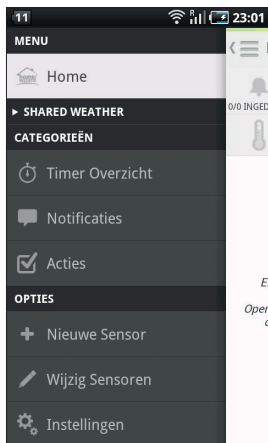 11
R
23:01
MENU
Home
▸ SHARED WEATHER
0/0 INGED
CATEGORIEËN
Timer Overzicht
Notificaties
Acties
OPTIES
Oper
Nieuwe Sensor
Wijzig Sensoren
Instellingen